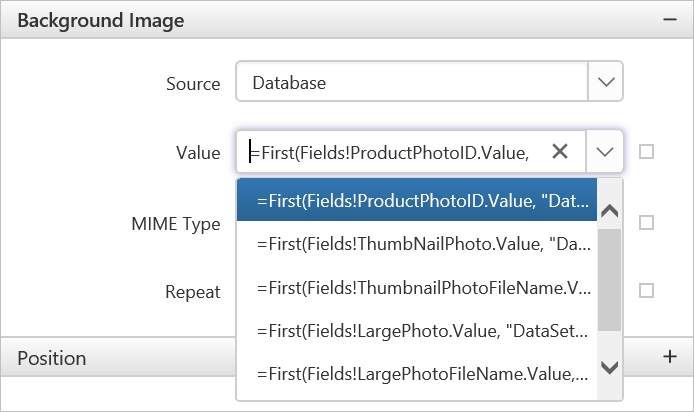 Background Image
Source
Database
Value
=First(Fields!ProductPhotoID.Value,
=First(Fields!ProductPhotoID.Value, "Dat...
MIME Type
=First(Fields!ThumbNailPhoto.Value, "Da...
=First(Fields!ThumbnailPhotoFileName.V...
Repeat
=First(Fields!LargePhoto.Value, "DataSet...
Position
=First(Fields!LargePhotoFileName.Value,...